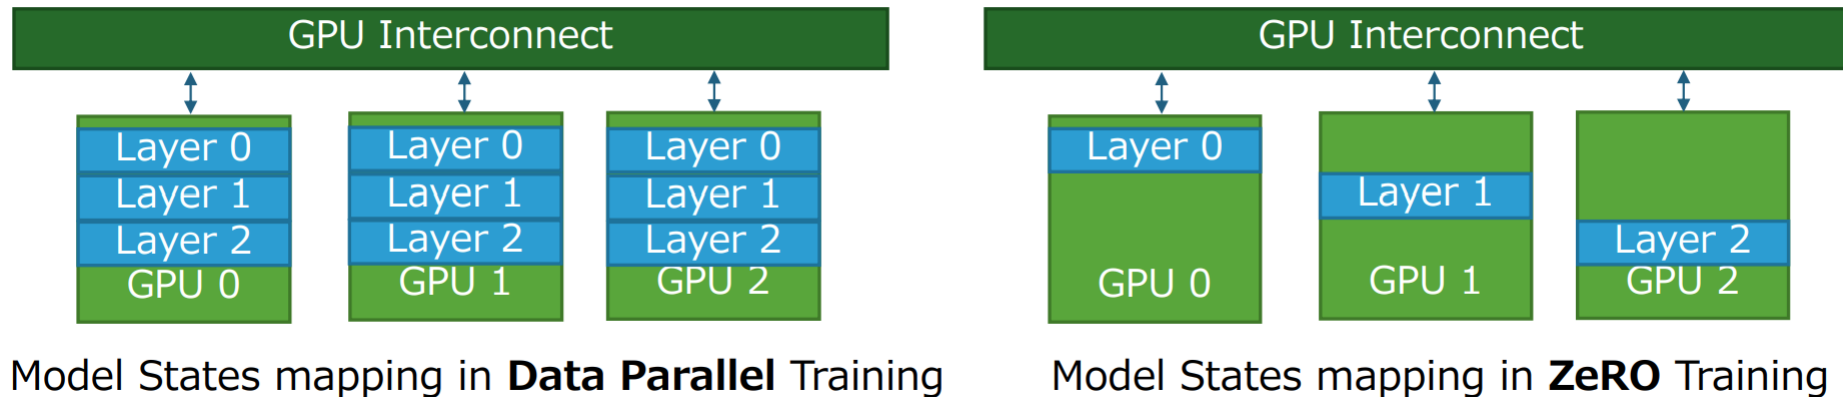 GPU Interconnect
Layer 0
Layer 1
Layer 2
GPU 0
Layer 0
Layer 1
Layer 2
GPU 1
Layer 0
Layer 1
Layer 2
GPU 2
Model States mapping in Data Parallel Training
GPU Interconnect
Layer 0
GPU 0
Layer 1
GPU 1
Layer 2
GPU 2
Model States mapping in ZeRO Training